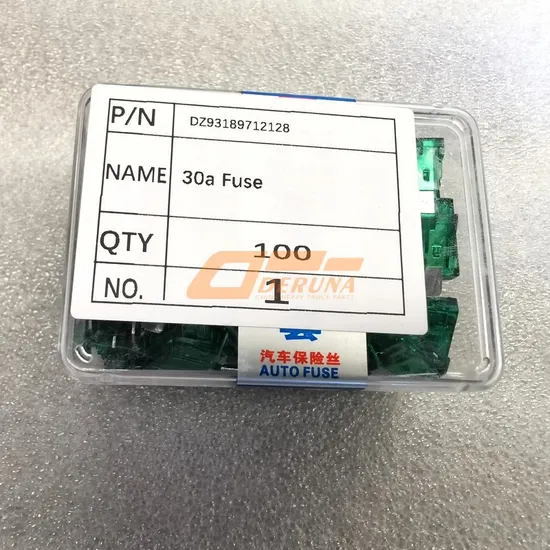 P/N DZ93189712128
NAME 30a Fuse
QTY 100
DERUNA
NO. 1
汽车保险丝
AUTO FUSE